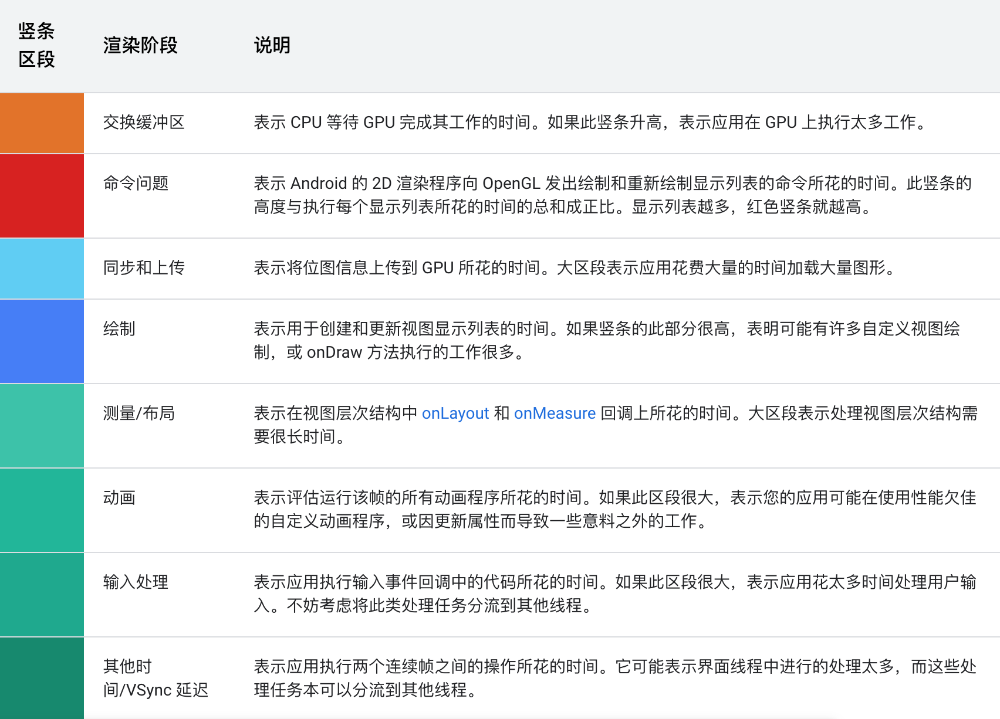 竖条
区段
渲染阶段
说明
交换缓冲区
表示 CPU 等待 GPU 完成其工作的时间。如果此竖条升高，表示应用在 GPU 上执行太多工作。
命令问题
表示 Android 的 2D 渲染程序向 OpenGL 发出绘制和重新绘制显示列表的命令所花的时间。此竖条的
高度与执行每个显示列表所花的时间的总和成正比。显示列表越多，红色竖条就越高。
同步和上传
表示将位图信息上传到 GPU 所花的时间。大区段表示应用花费大量的时间加载大量图形。
绘制
表示用于创建和更新视图显示列表的时间。如果竖条的此部分很高，表明可能有许多自定义视图绘
制，或 onDraw 方法执行的工作很多。
测量/布局
表示在视图层次结构中 onLayout 和 onMeasure 回调上所花的时间。大区段表示处理视图层次结构需
要很长时间。
动画
表示评估运行该帧的所有动画程序所花的时间。如果此区段很大，表示您的应用可能在使用性能欠佳
的自定义动画程序，或因更新属性而导致一些意料之外的工作。
输入处理
表示应用执行输入事件回调中的代码所花的时间。如果此区段很大，表示应用花太多时间处理用户输
入。不妨考虑将此类处理任务分流到其他线程。
其他时
间/VSync 延迟
表示应用执行两个连续帧之间的操作所花的时间。它可能表示界面线程中进行的处理太多，而这些处
理任务本可以分流到其他线程。